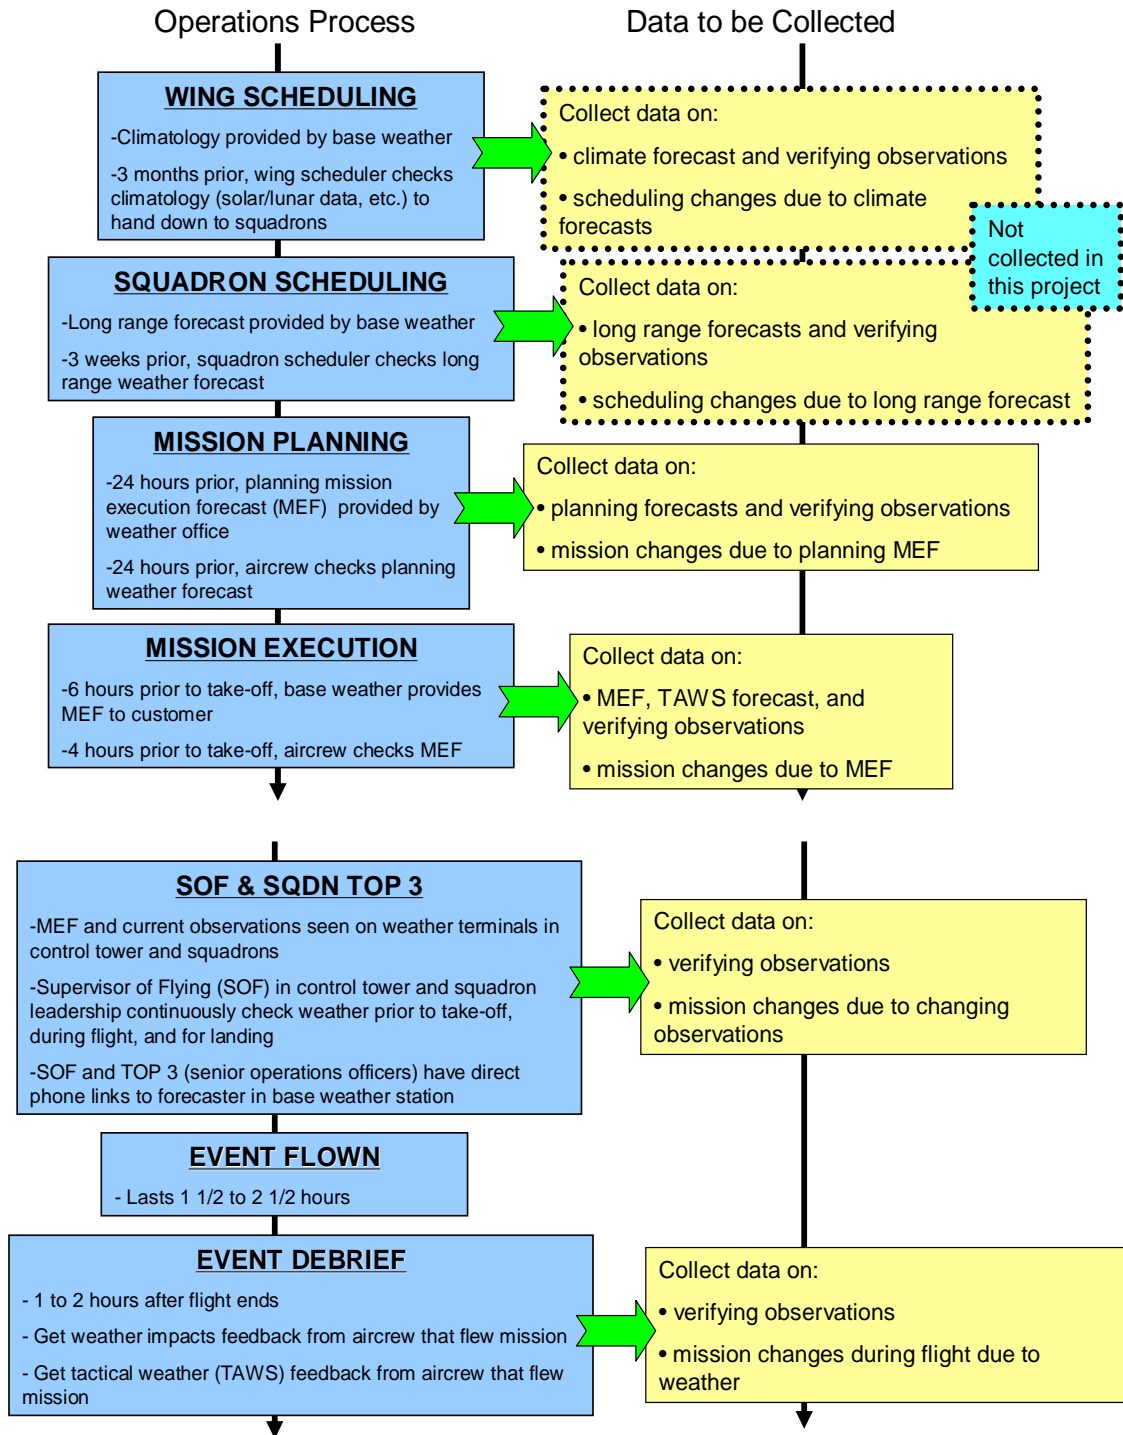 Operations Process
Data to be Collected
WING SCHEDULING
-Climatology provided by base weather
-3 months prior, wing scheduler checks
climatology (solar/lunar data, etc.) to
hand down to squadrons
Collect data on:
• climate forecast and verifying observations
• scheduling changes due to climate
forecasts
Not
collected in
this project
SQUADRON SCHEDULING
-Long range forecast provided by base weather
-3 weeks prior, squadron scheduler checks long
range weather forecast
Collect data on:
• long range forecasts and verifying
observations
• scheduling changes due to long range forecast
MISSION PLANNING
-24 hours prior, planning mission
execution forecast (MEF) provided by
weather office
-24 hours prior, aircrew checks planning
weather forecast
Collect data on:
• planning forecasts and verifying observations
• mission changes due to planning MEF
MISSION EXECUTION
-6 hours prior to take-off, base weather provides
MEF to customer
-4 hours prior to take-off, aircrew checks MEF
Collect data on:
• MEF, TAWS forecast, and
verifying observations
• mission changes due to MEF
SOF & SQDN TOP 3
-MEF and current observations seen on weather terminals in
control tower and squadrons
-Supervisor of Flying (SOF) in control tower and squadron
leadership continuously check weather prior to take-off,
during flight, and for landing
-SOF and TOP 3 (senior operations officers) have direct
phone links to forecaster in base weather station
Collect data on:
• verifying observations
• mission changes due to changing
observations
EVENT FLOWN
- Lasts 1 1/2 to 2 1/2 hours
EVENT DEBRIEF
- 1 to 2 hours after flight ends
- Get weather impacts feedback from aircrew that flew mission
- Get tactical weather (TAWS) feedback from aircrew that flew
mission
Collect data on:
• verifying observations
• mission changes during flight due to
weather